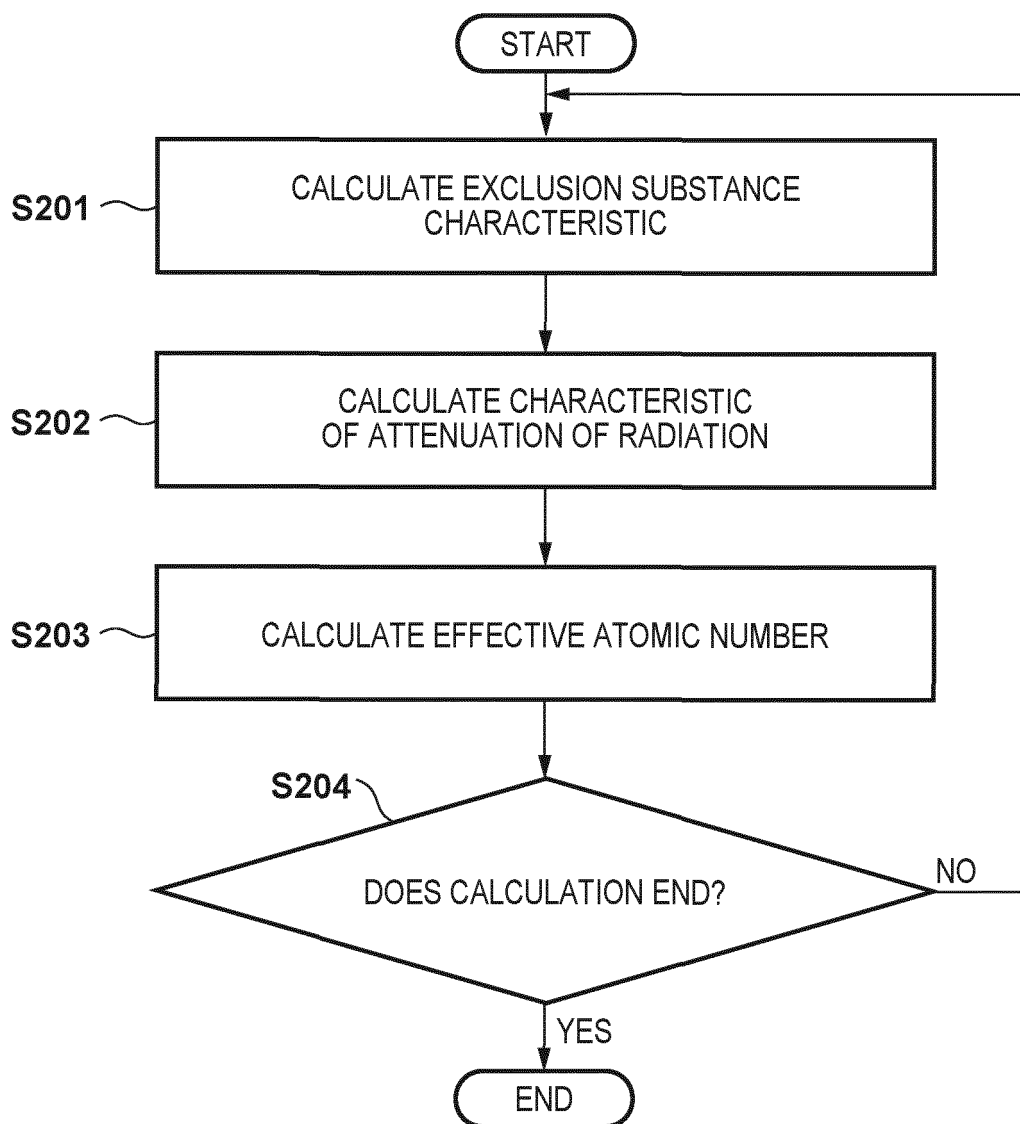 START
S201
CALCULATE EXCLUSION SUBSTANCE
CHARACTERISTIC
S202
CALCULATE CHARACTERISTIC
OF ATTENUATION OF RADIATION
S203
CALCULATE EFFECTIVE ATOMIC NUMBER
S204
DOES CALCULATION END?
NO
YES
END